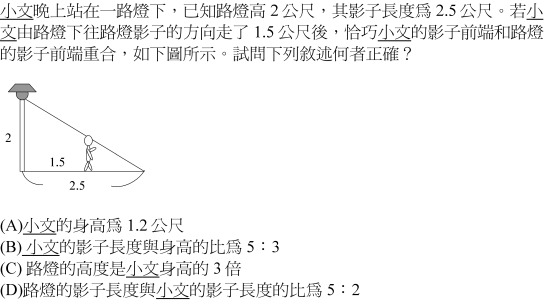 小文晚上站在一路燈下，已知路燈高 2 公尺，其影子長度為 2.5 公尺。若小
文由路燈下往路燈影子的方向走了 1.5 公尺後，恰巧小文的影子前端和路燈
的影子前端重合，如下圖所示。試問下列敘述何者正確？
2
1.5
2.5
(A)小文的身高為 1.2 公尺
(B) 小文的影子長度與身高的比為 5：3
(C) 路燈的高度是小文身高的 3 倍
(D)路燈的影子長度與小文的影子長度的比為 5：2